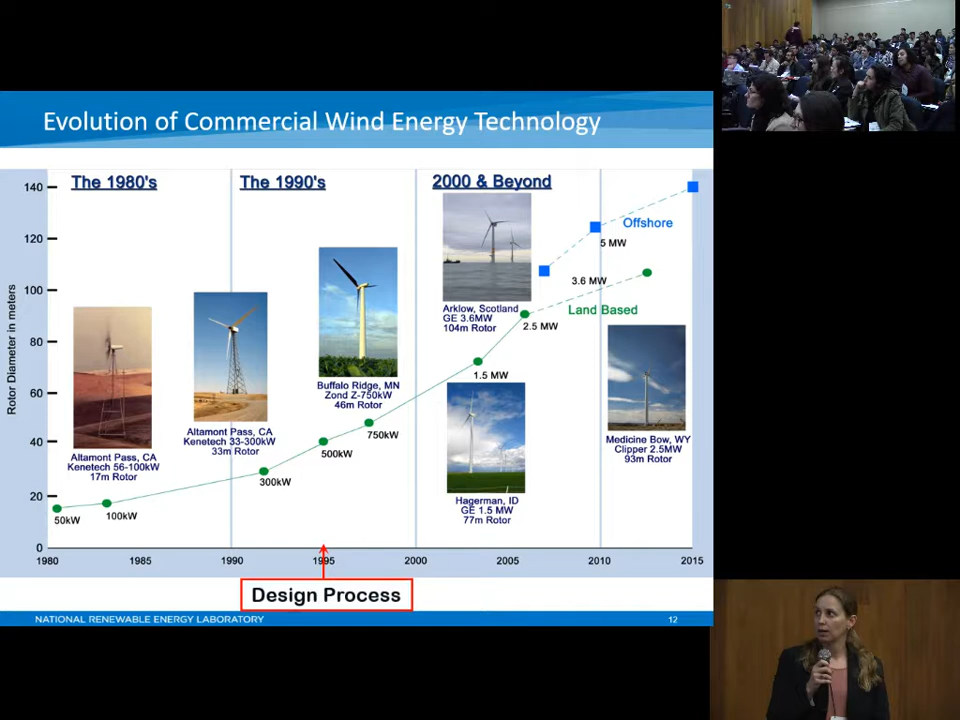 Evolution of Commercial Wind Energy Technology
The 1980's
The 1990's
2000 & Beyond
140
120
100
80
60
40
20
0
Rotor Diameter in meters
Offshore
5 MW
3.6 MW
Land Based
2.5 MW
1.5 MW
750kW
500kW
300kW
100kW
50kW
Altamont Pass, CA
Kenetech 56-100kW
17m Rotor
Altamont Pass, CA
Kenetech 33-300kW
33m Rotor
Buffalo Ridge, MN
Zond Z-750kW
46m Rotor
Arklow, Scotland
GE 3.6MW
104m Rotor
Hagerman, ID
GE 1.5 MW
77m Rotor
Medicine Bow, WY
Clipper 2.5MW
93m Rotor
1980
1985
1990
1995
2000
2005
2010
2015
Design Process
NATIONAL RENEWABLE ENERGY LABORATORY
12